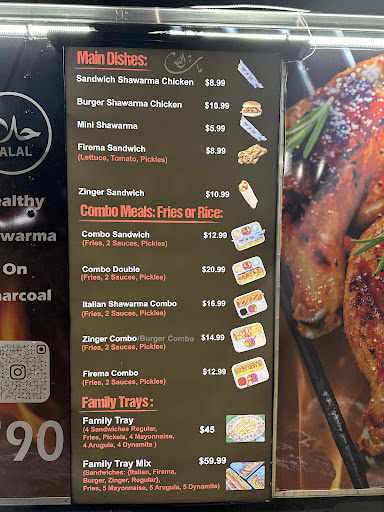 Main Dishes:
Sandwich Shawarma Chicken $8.99
Burger Shawarma Chicken $10.99
Mini Shawarma $5.99
Firema Sandwich $8.99
(Lettuce, Tomato, Pickles)
Zinger Sandwich $10.99
Combo Meals: Fries or Rice:
Combo Sandwich $12.99
(Fries, 2 Sauces, Pickles)
Combo Double $20.99
(Fries, 2 Sauces, Pickles)
Italian Shawarma Combo $16.99
(Fries, 2 Sauces, Pickles)
Zinger Combo/Burger Combo $14.99
(Fries, 2 Sauces, Pickles)
Firema Combo $12.99
(Fries, 2 Sauces, Pickles)
Family Trays :
Family Tray $45
(4 Sandwiches Regular,
Fries, Pickels, 4 Mayonnaise,
4 Arugula, 4 Dynamite )
Family Tray Mix $59.99
(Sandwiches: (Italian, Firema,
Burger, Zinger, Regular),
Fries, 5 Mayonnaise, 5 Arugula, 5 Dynamite)
حلال
ALAL
ealthy
awarma
On
harcoal
90